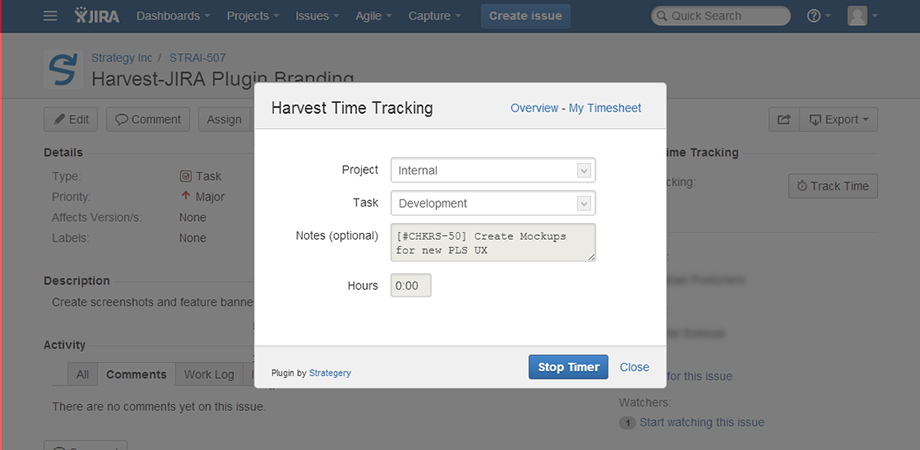 JIRA Dashboards Projects Issues Agile Capture Create issue Quick Search
Strategy Inc / STRAI-507
Harvest-JIRA Plugin Branding
Edit Comment Assign Export
Harvest Time Tracking Overview - My Timesheet
Details
ime Tracking
Type: Task
cking:
Track Time
Priority: Major
Affects Version/s: None
Labels: None
Project Internal
Task Development
Notes (optional) [#CHKRS-50] Create Mockups
for new PLS UX
Hours 0:00
Description
Create screenshots and feature banne
Activity
All Comments Work Log
There are no comments yet on this issue.
Plugin by Strategery
Stop Timer Close
for this issue
Watchers:
1 Start watching this issue